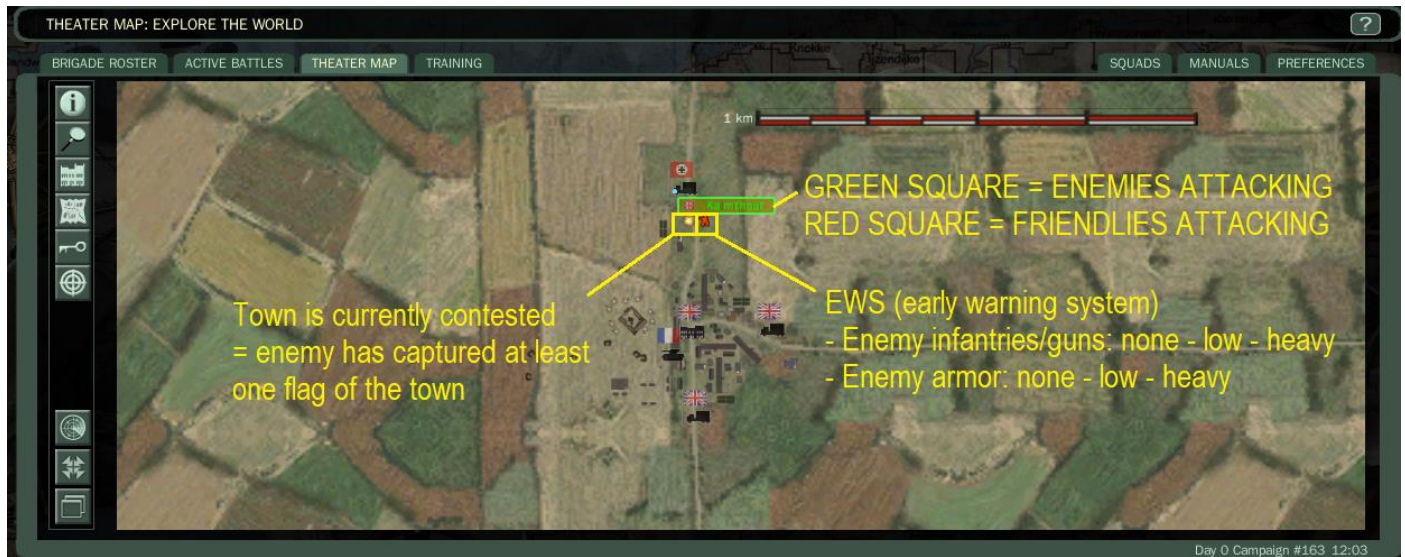 THEATER MAP: EXPLORE THE WORLD
?
BRIGADE ROSTER
ACTIVE BATTLES
THEATER MAP
TRAINING
SQUADS
MANUALS
PREFERENCES
1 km
GREEN SQUARE = ENEMIES ATTACKING
RED SQUARE = FRIENDLIES ATTACKING
Town is currently contested
= enemy has captured at least
one flag of the town
EWS (early warning system)
- Enemy infantries/guns: none - low - heavy
- Enemy armor: none - low - heavy
Day 0 Campaign #163 12:03